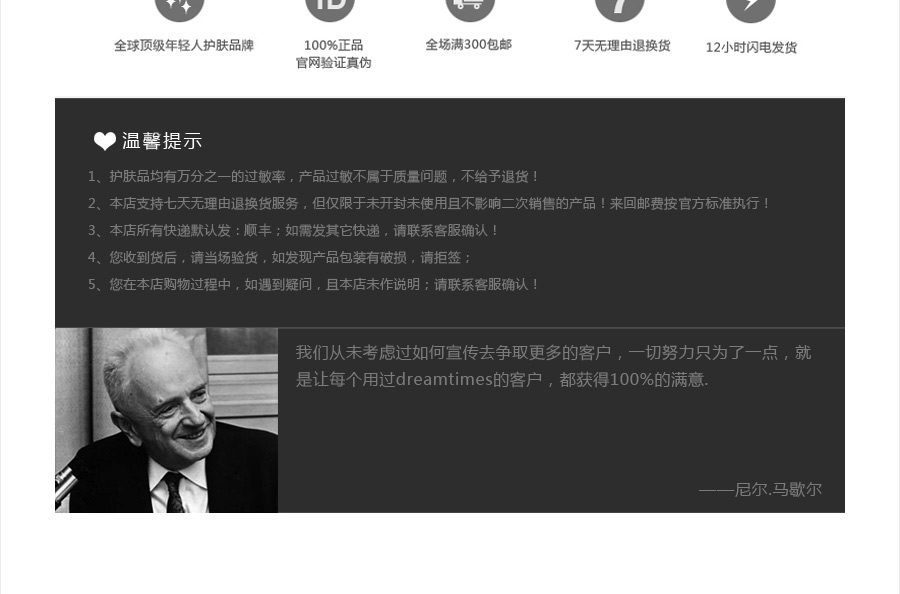 全球顶级年轻人护肤品牌
100%正品
官网验证真伪
全场满300包邮
7天无理由退换货
12小时闪电发货
温馨提示
1、护肤品均有万分之一的过敏率，产品过敏不属于质量问题，不给予退货！
2、本店支持七天无理由退换货服务，但仅限于未开封未使用且不影响二次销售的产品！来回邮费按官方标准执行！
3、本店所有快递默认发：顺丰；如需发其它快递，请联系客服确认！
4、您收到货后，请当场验货，如发现产品包装有破损，请拒签；
5、您在本店购物过程中，如遇到疑问，且本店未作说明；请联系客服确认！
我们从未考虑过如何宣传去争取更多的客户，一切努力只为了一点，就
是让每个用过dreamtimes的客户，都获得100%的满意.
——尼尔.马歇尔